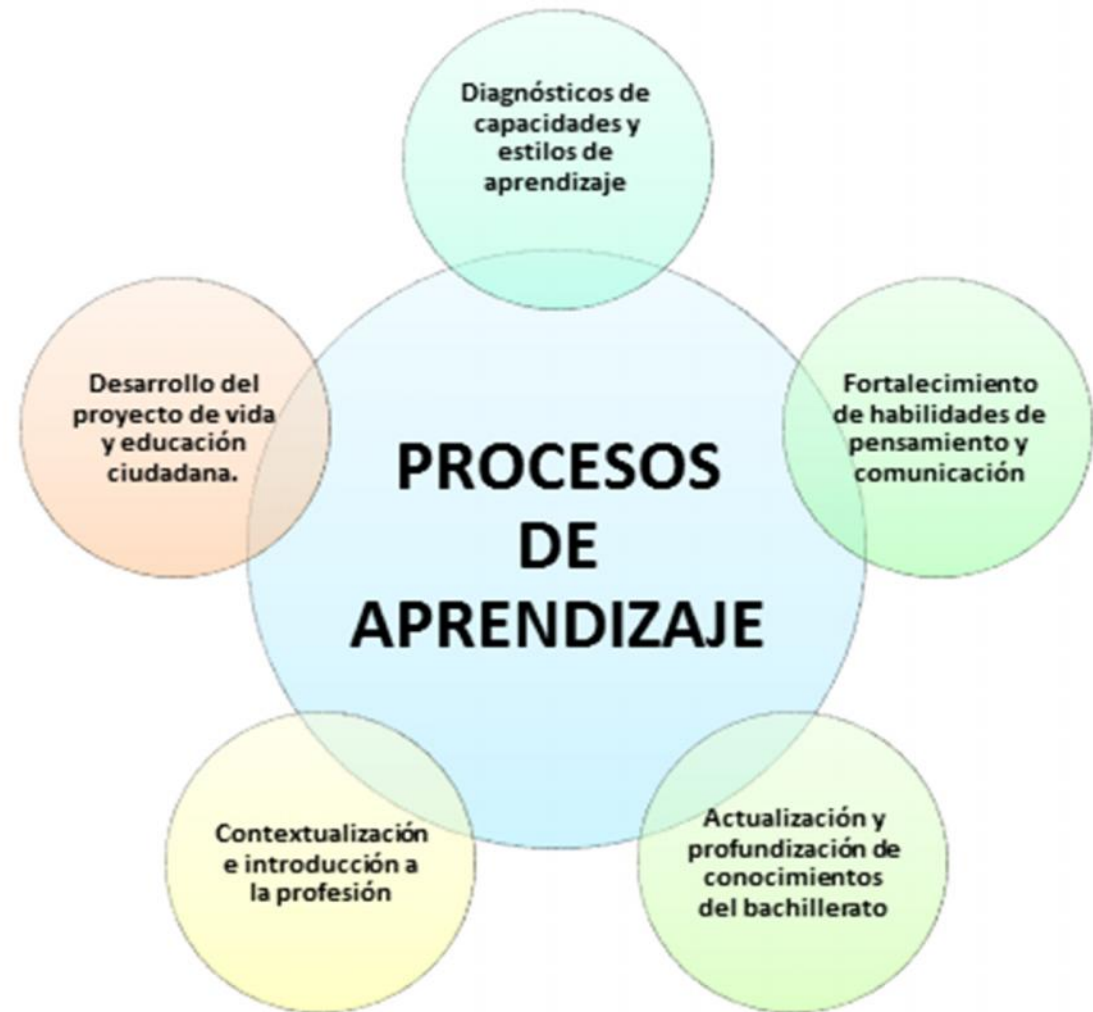 Diagnósticos de
capacidades y
estilos de
aprendizaje
Desarrollo del
proyecto de vida
y educación
ciudadana.
Fortalecimiento
de habilidades de
pensamiento y
comunicación
PROCESOS
DE
APRENDIZAJE
Contextualización
e introducción a
la profesión
Actualización y
profundización de
conocimientos
del bachillerato